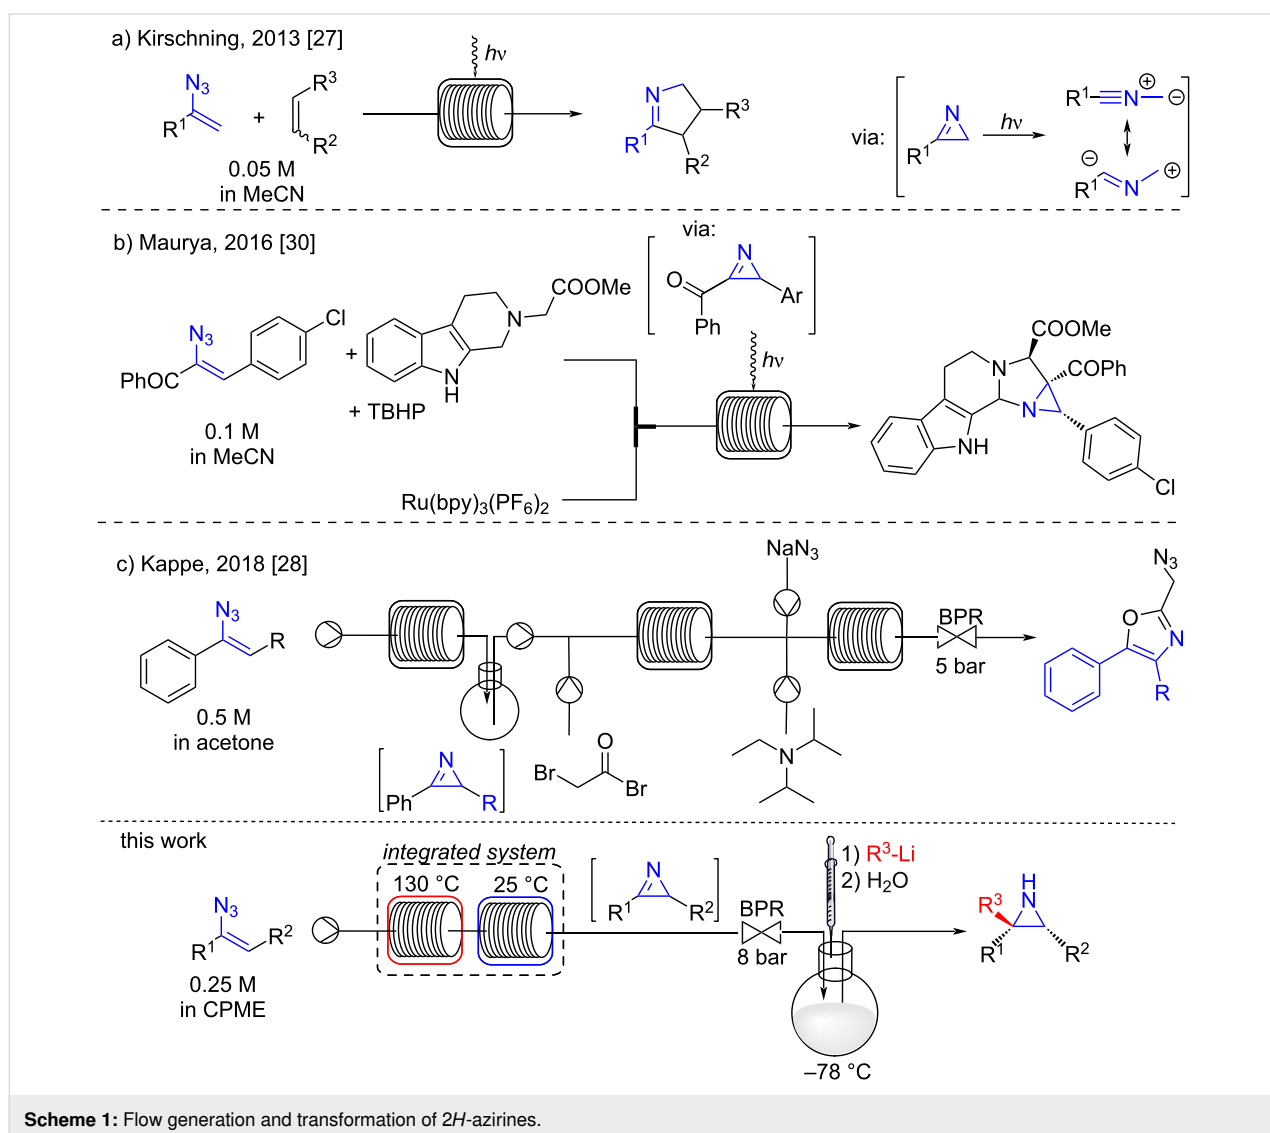 a) Kirschning, 2013 [27]
N3
R1
+
R3
R2
0.05 M
in MeCN
hν
N
R1
R3
R2
via:
N
R1
hν
R1 N ⊕ ⊖
⊖
R1 N ⊕
b) Maurya, 2016 [30]
N3
PhOC
Cl
0.1 M
in MeCN
+
N
COOMe
N
H
+ TBHP
Ru(bpy)3(PF6)2
via:
N
O
Ar
Ph
hν
COOMe
N
COPh
N
NH
Cl
c) Kappe, 2018 [28]
N3
R
0.5 M
in acetone
N
Ph
R
O
Br
Br
NaN3
N
BPR
5 bar
N3
O
N
R
this work
N3
R1
R2
0.25 M
in CPME
integrated system
130 °C
25 °C
N
R1
R2
BPR
8 bar
1) R3-Li
2) H2O
–78 °C
H
N
R3
R1
R2
Scheme 1: Flow generation and transformation of 2H-azirines.